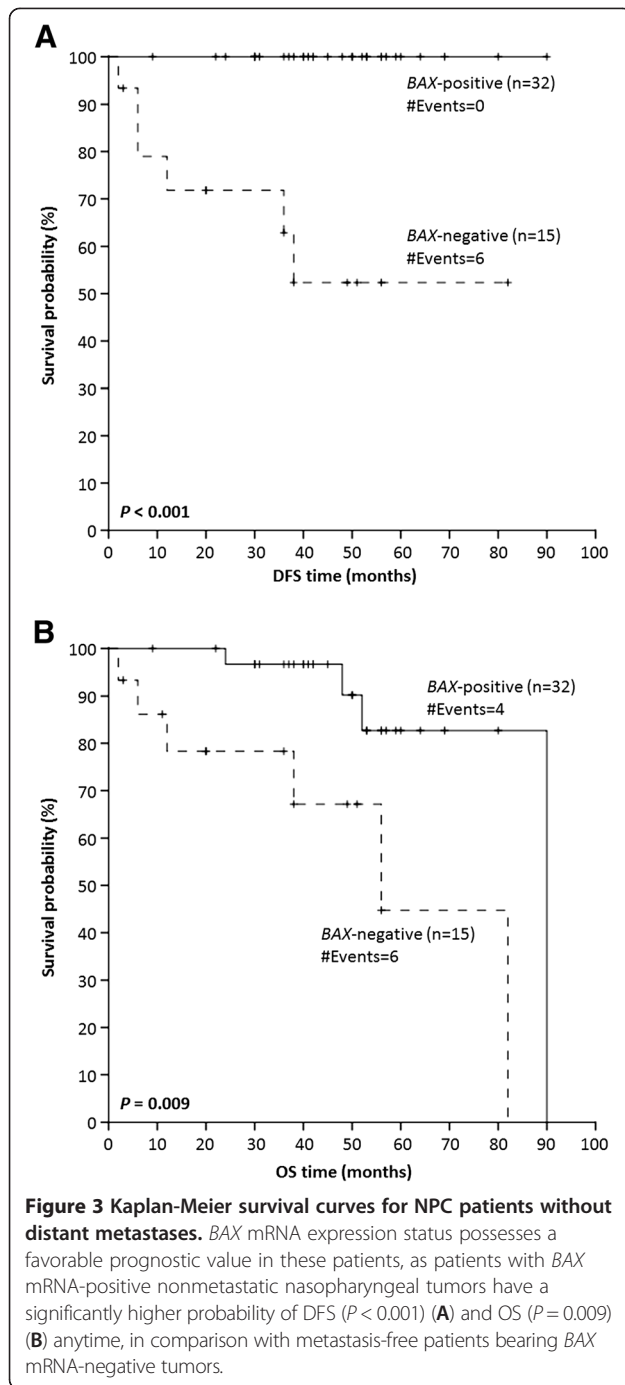 A
100
90
80
70
60
50
40
30
20
10
0
Survival probability (%)
BAX-positive (n=32)
#Events=0
BAX-negative (n=15)
#Events=6
P < 0.001
0 10 20 30 40 50 60 70 80 90 100
DFS time (months)
B
100
90
80
70
60
50
40
30
20
10
0
Survival probability (%)
BAX-positive (n=32)
#Events=4
BAX-negative (n=15)
#Events=6
P = 0.009
0 10 20 30 40 50 60 70 80 90 100
OS time (months)
Figure 3 Kaplan-Meier survival curves for NPC patients without
distant metastases. BAX mRNA expression status possesses a
favorable prognostic value in these patients, as patients with BAX
mRNA-positive nonmetastatic nasopharyngeal tumors have a
significantly higher probability of DFS (P < 0.001) (A) and OS (P = 0.009)
(B) anytime, in comparison with metastasis-free patients bearing BAX
mRNA-negative tumors.